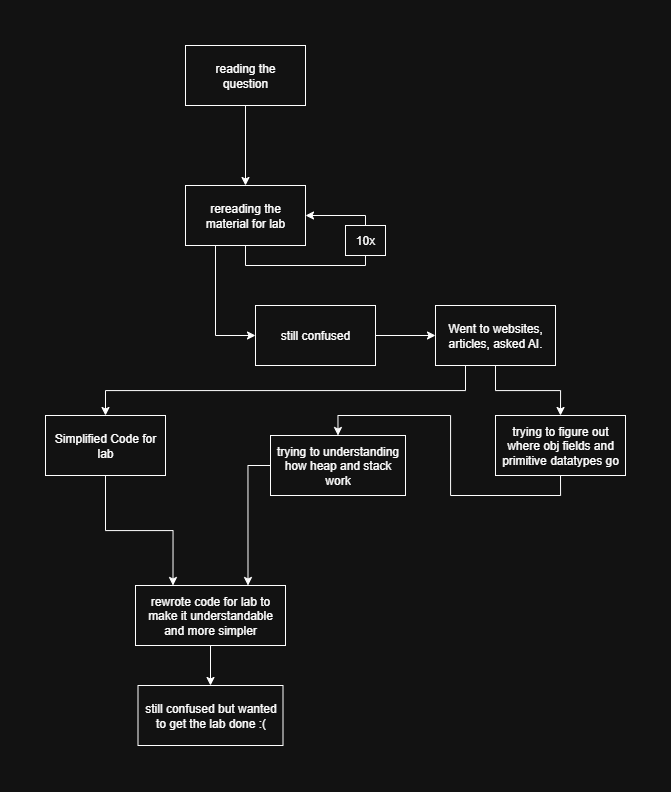 reading the
question
rereading the
material for lab
10x
still confused
Went to websites,
articles, asked AI.
Simplified Code for
lab
trying to understanding
how heap and stack
work
trying to figure out
where obj fields and
primitive datatypes go
rewrote code for lab to
make it understandable
and more simpler
still confused but wanted
to get the lab done :(